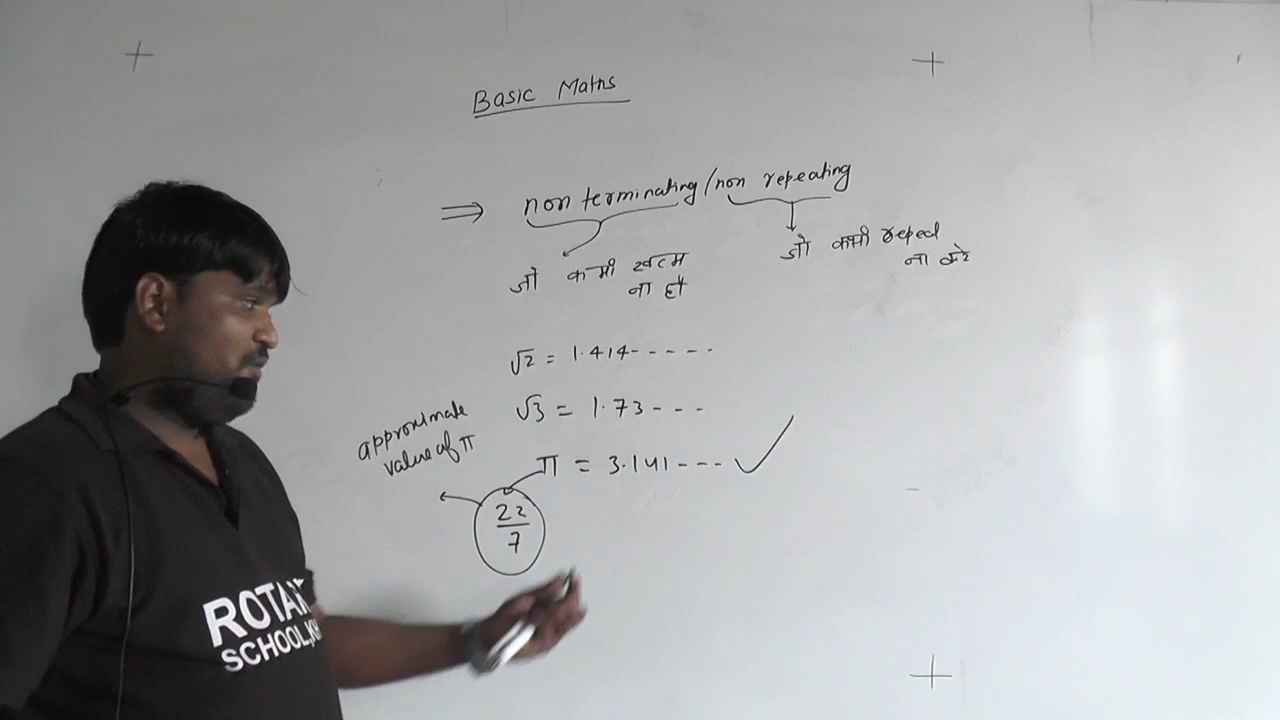 Basic Maths
⇒ non terminating/non repeating
जो कभी खत्म
ना हो
जो कभी repeat
ना करे
√2 = 1.414-----
√3 = 1.73---
π = 3.141--- ✓
approximate
value of π
22
7
ROTA
SCHOOL,